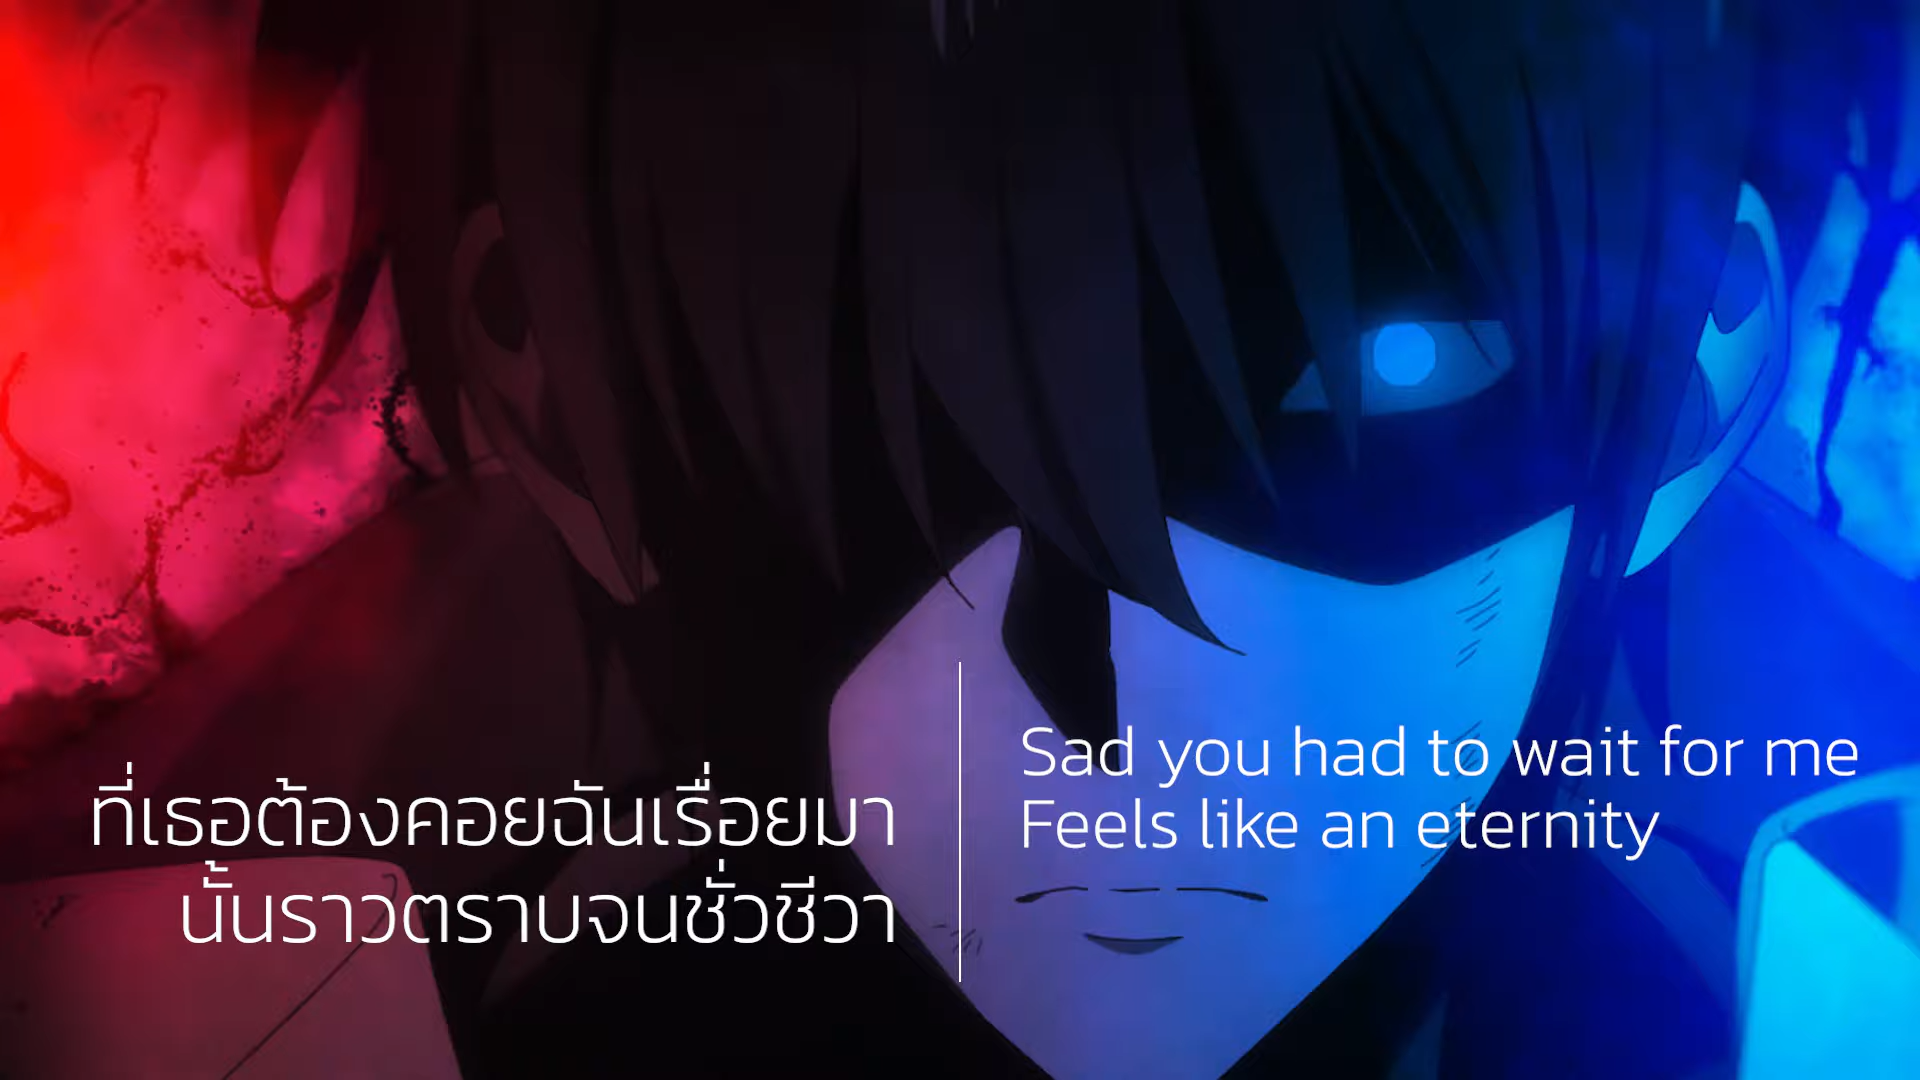 ที่เธอต้องคอยฉันเรื่อยมา
นั้นราวตราบจนชั่วชีวา
Sad you had to wait for me
Feels like an eternity